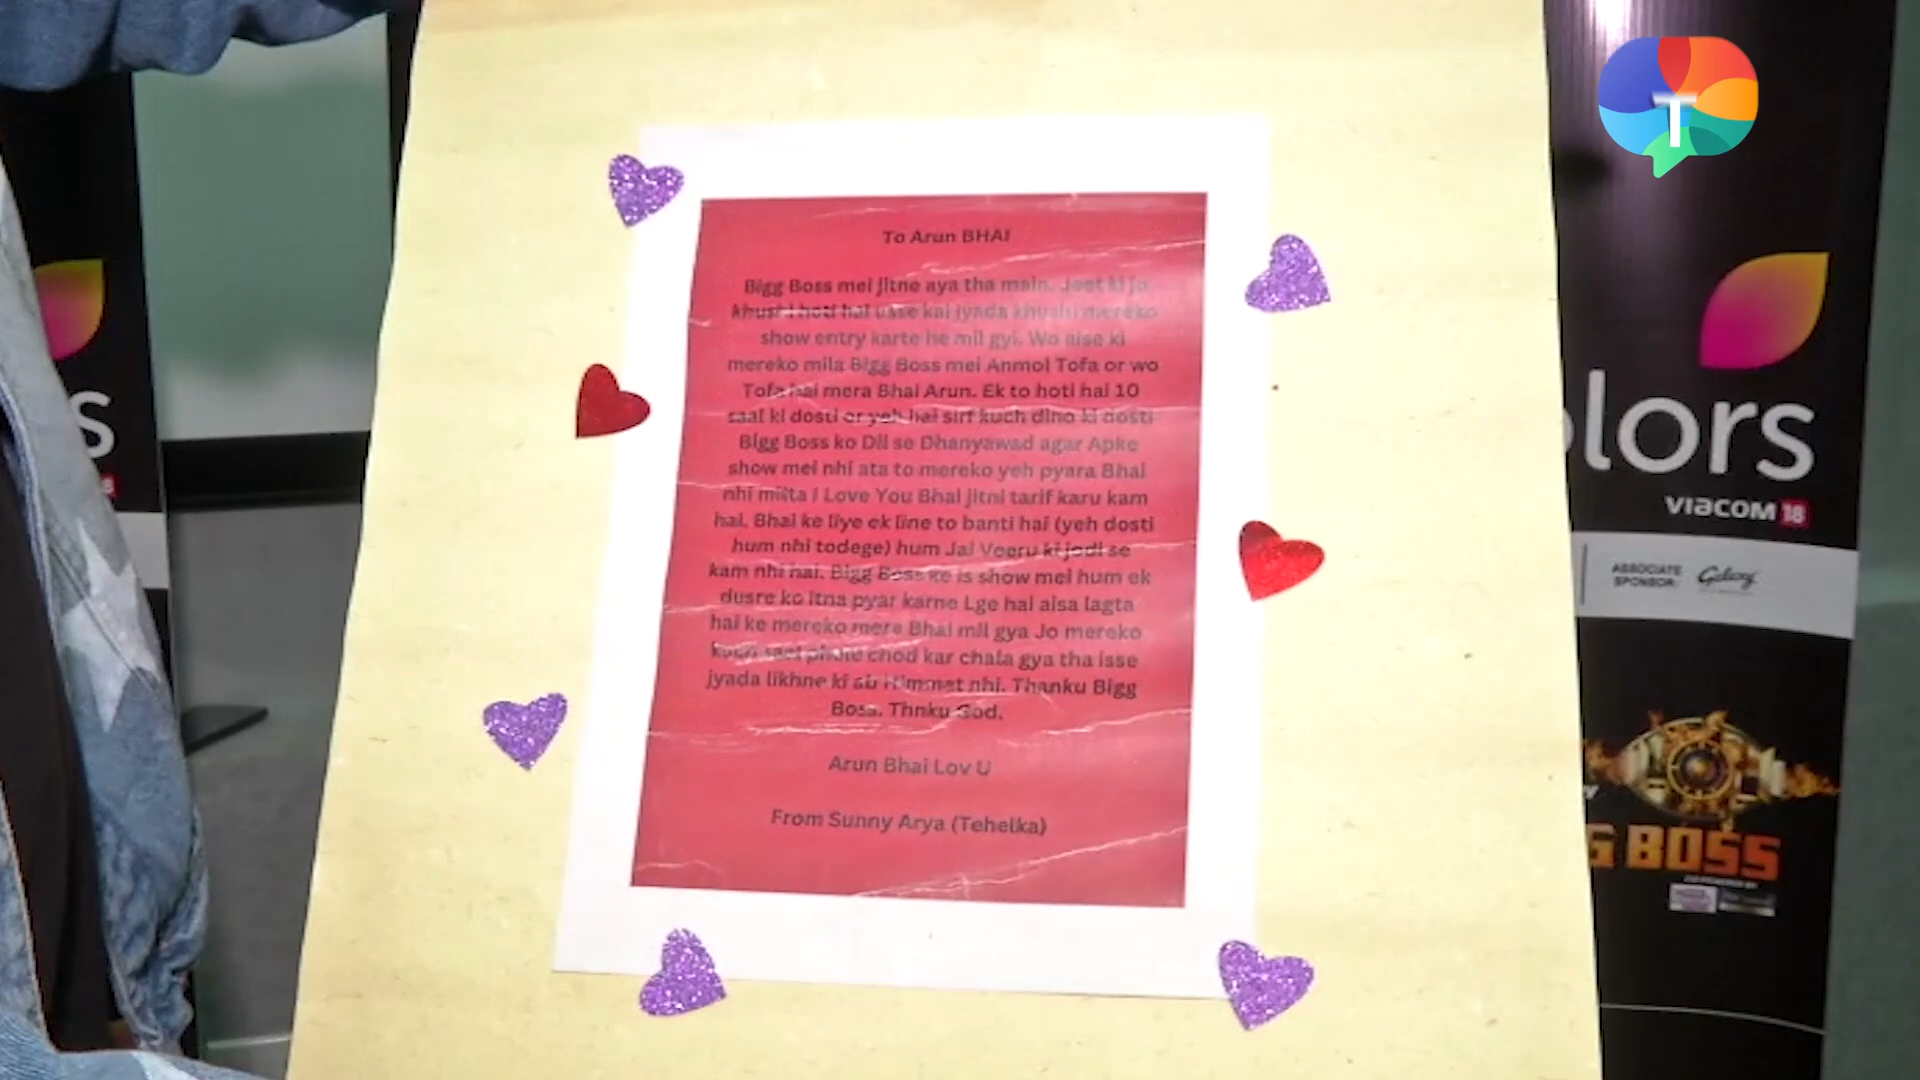 T
To Arun BHAI
Bigg Boss mei jitne aya tha main. Jeet ki jo
khushi hoti hai usse kai jyada khushi mereko
show entry karte he mil gyi. Wo aise ki
mereko mila Bigg Boss mei Anmol Tofa or wo
Tofa hai mera Bhai Arun. Ek to hoti hai 10
saal ki dosti or yeh hai sirf kuch dino ki dosti
Bigg Boss ko Dil se Dhanyawad agar Apke
show mei nhi ata to mereko yeh pyara Bhai
nhi milta I Love You Bhai jitni tarif karu kam
hai. Bhai ke liye ek line to banti hai (yeh dosti
hum nhi todege) hum Jai Veeru ki jodi se
kam nhi hai. Bigg Boss ke is show mei hum ek
dusre ko itna pyar karne Lge hai aisa lagta
hai ke mereko mera Bhai mil gya Jo mereko
kuch saal phele chod kar chala gya tha isse
jyada likhne ki ab Himmat nhi. Thanku Bigg
Boss. Thnku God.
Arun Bhai Lov U
From Sunny Arya (Tehelka)
s
8
olors
VIACOM 18
ASSOCIATE
SPONSOR:
Galaxy
G BOSS